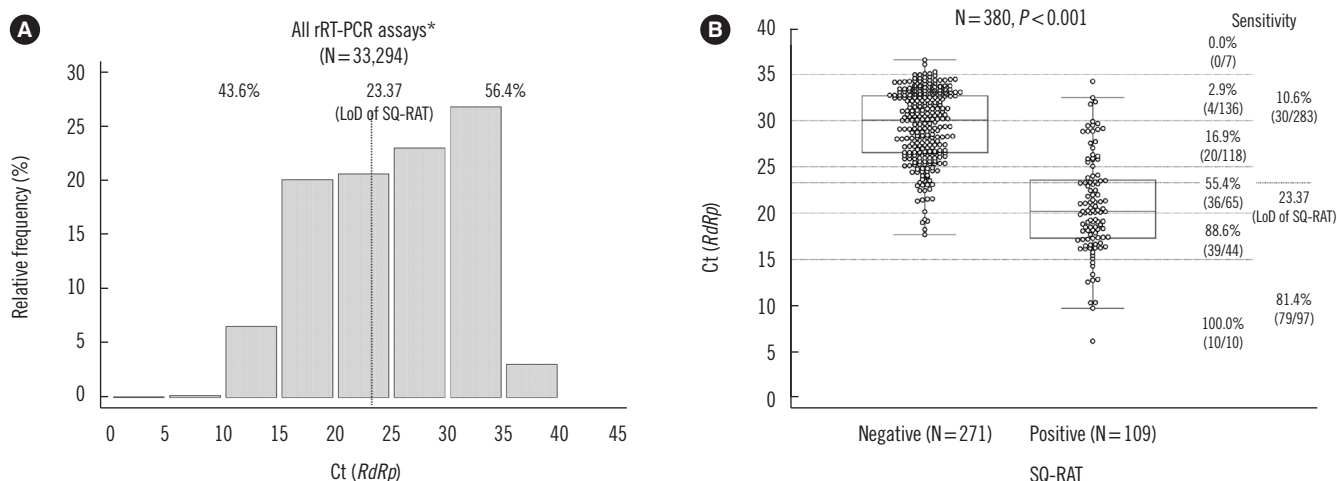 A
All rRT-PCR assays*
(N=33,294)
43.6%
23.37
56.4%
(LoD of SQ-RAT)
30
25
20
15
10
5
0
Relative frequency (%)
0 5 10 15 20 25 30 35 40 45
Ct (RdRp)
B
N=380, P<0.001
Sensitivity
40
35
30
25
20
15
10
5
0
Ct (RdRp)
0.0%
(0/7)
2.9%
(4/136)
10.6%
(30/283)
16.9%
(20/118)
55.4%
(36/65)
23.37
(LoD of SQ-RAT)
88.6%
(39/44)
81.4%
(79/97)
100.0%
(10/10)
Negative (N=271) Positive (N=109)
SQ-RAT